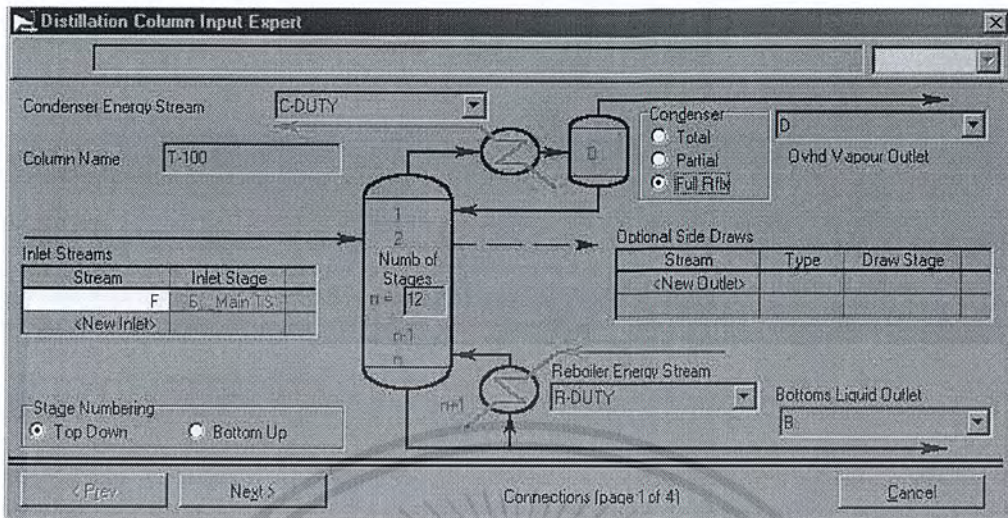 Distillation Column Input Expert
Condenser Energy Stream
C-DUTY
Condenser
Total
Partial
Full Rflx
D
Ovhd Vapour Outlet
Column Name
T-100
0
1
2
Numb of
Stages
n = 12
n-1
n
n+1
Inlet Streams
Stream Inlet Stage
F 6__Main TS
<New Inlet>
Optional Side Draws
Stream Type Draw Stage
<New Outlet>
Reboiler Energy Stream
R-DUTY
Bottoms Liquid Outlet
B
Stage Numbering
Top Down Bottom Up
< Prev Next > Connections (page 1 of 4) Cancel